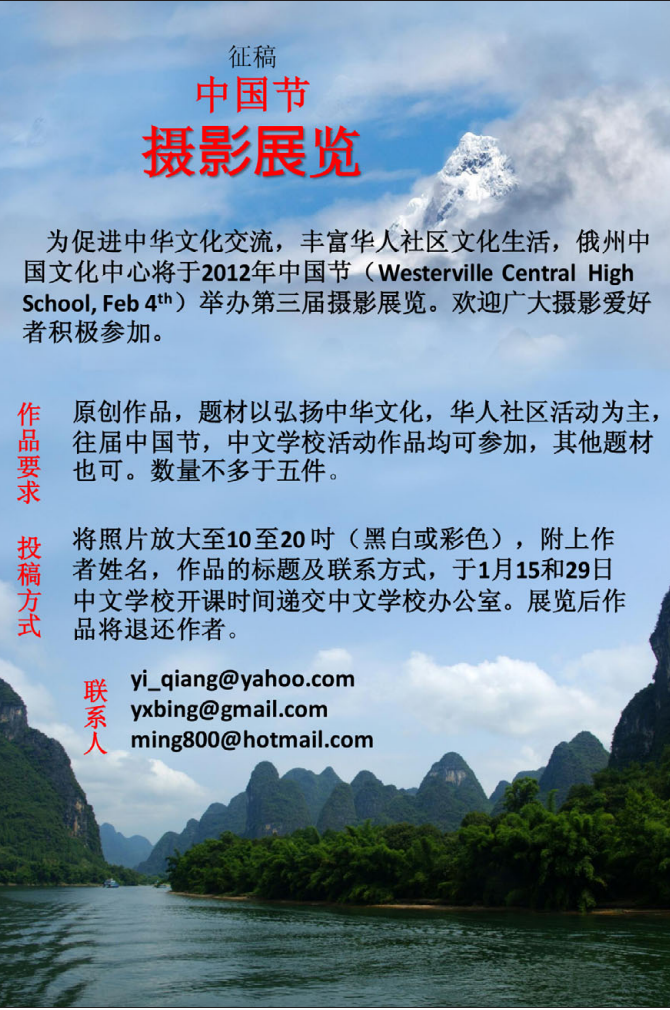 征稿
中国节
摄影展览
为促进中华文化交流，丰富华人社区文化生活，俄州中
国文化中心将于2012年中国节（Westerville Central High
School, Feb 4th）举办第三届摄影展览。欢迎广大摄影爱好
者积极参加。
作品要求
原创作品，题材以弘扬中华文化，华人社区活动为主，
往届中国节，中文学校活动作品均可参加，其他题材
也可。数量不多于五件。
投稿方式
将照片放大至10至20吋（黑白或彩色），附上作
者姓名，作品的标题及联系方式，于1月15和29日
中文学校开课时间递交中文学校办公室。展览后作
品将退还作者。
联系人
yi_qiang@yahoo.com
yxbing@gmail.com
ming800@hotmail.com